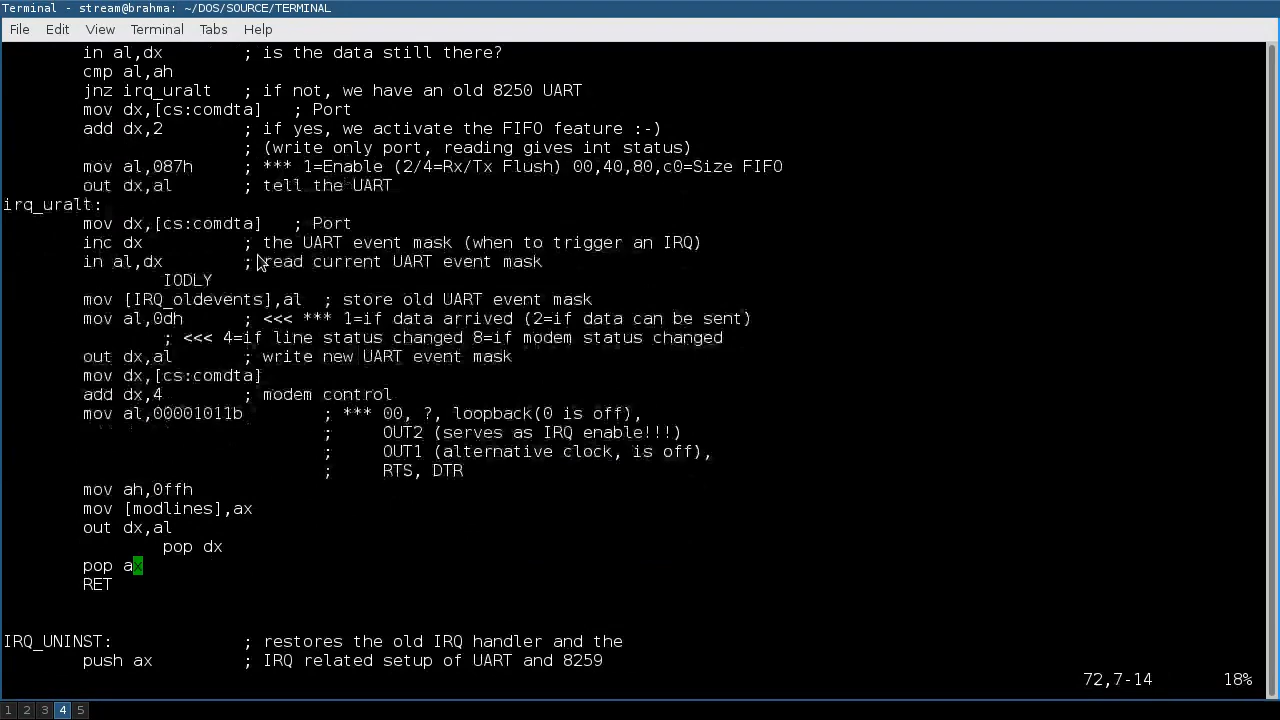 Terminal - stream@brahma: ~/DOS/SOURCE/TERMINAL
File Edit View Terminal Tabs Help
in al,dx ; is the data still there?
cmp al,ah
jnz irq_uralt ; if not, we have an old 8250 UART
mov dx,[cs:comdta] ; Port
add dx,2 ; if yes, we activate the FIFO feature :-)
; (write only port, reading gives int status)
mov al,087h ; *** 1=Enable (2/4=Rx/Tx Flush) 00,40,80,c0=Size FIFO
out dx,al ; tell the UART
irq_uralt:
mov dx,[cs:comdta] ; Port
inc dx ; the UART event mask (when to trigger an IRQ)
in al,dx ; read current UART event mask
IODLY
mov [IRQ_oldevents],al ; store old UART event mask
mov al,0dh ; <<< *** 1=if data arrived (2=if data can be sent)
; <<< 4=if line status changed 8=if modem status changed
out dx,al ; write new UART event mask
mov dx,[cs:comdta]
add dx,4 ; modem control
mov al,00001011b ; *** 00, ?, loopback(0 is off),
; OUT2 (serves as IRQ enable!!!)
; OUT1 (alternative clock, is off),
; RTS, DTR
mov ah,0ffh
mov [modlines],ax
out dx,al
pop dx
pop ax
RET
IRQ_UNINST: ; restores the old IRQ handler and the
push ax ; IRQ related setup of UART and 8259
72,7-14 18%
1 2 3 4 5